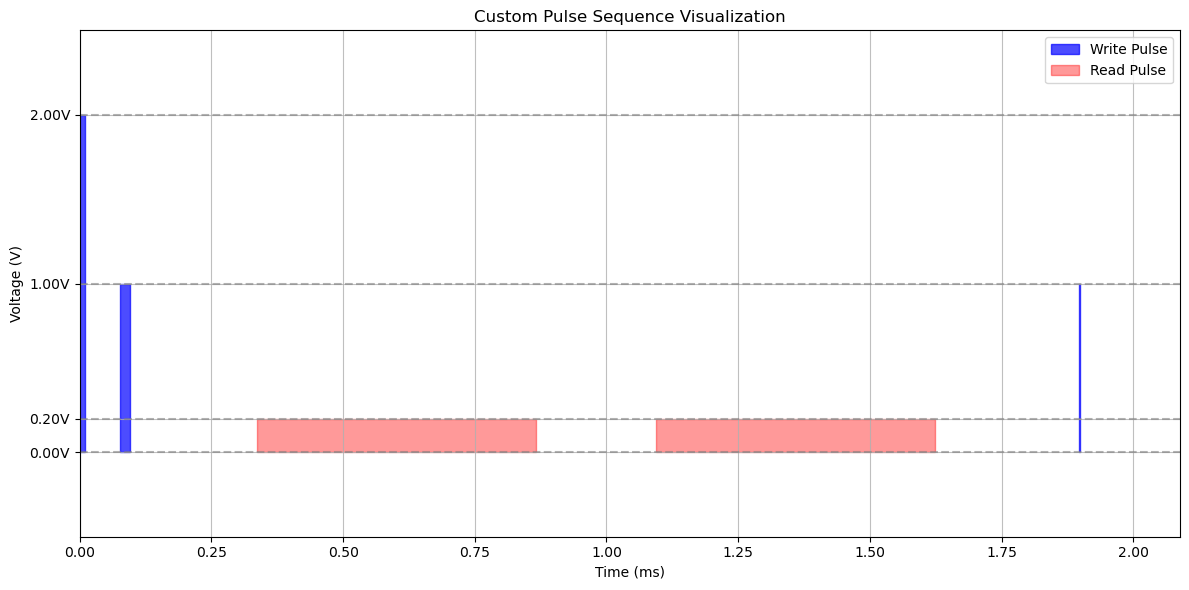 Custom Pulse Sequence Visualization
Write Pulse
Read Pulse
2.00V
1.00V
0.20V
0.00V
Voltage (V)
0.00 0.25 0.50 0.75 1.00 1.25 1.50 1.75 2.00
Time (ms)